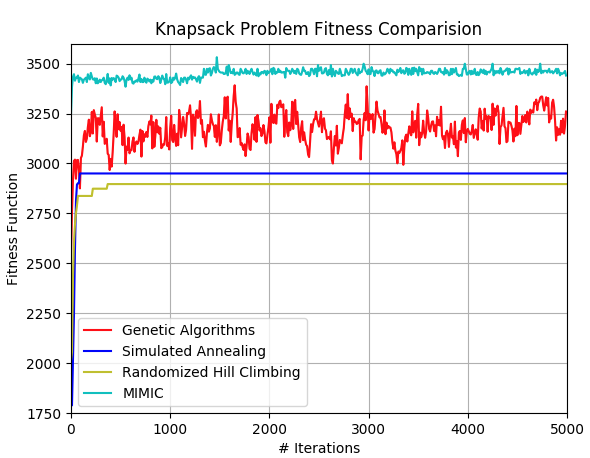 Knapsack Problem Fitness Comparision
3500
3250
3000
2750
2500
2250
2000
1750
Fitness Function
Genetic Algorithms
Simulated Annealing
Randomized Hill Climbing
MIMIC
0 1000 2000 3000 4000 5000
# Iterations